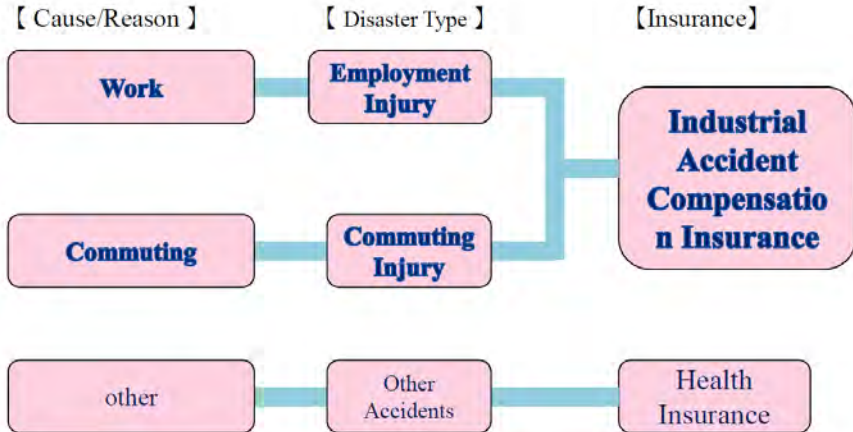 【 Cause/Reason 】
【 Disaster Type 】
【Insurance】
Work
Employment
Injury
Industrial
Accident
Compensatio
n Insurance
Commuting
Commuting
Injury
other
Other
Accidents
Health
Insurance